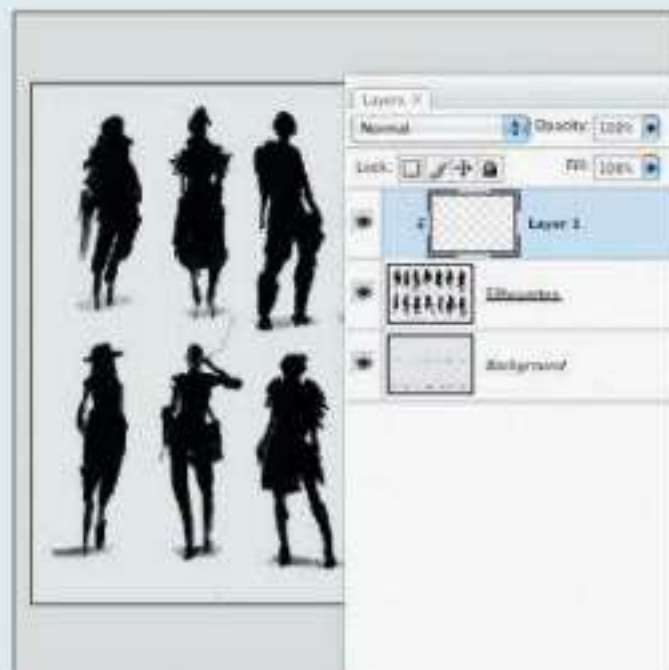 Layers X
Normal Opacity: 100%
Lock: Fill: 100%
Layer 1
Silhouettes
Background